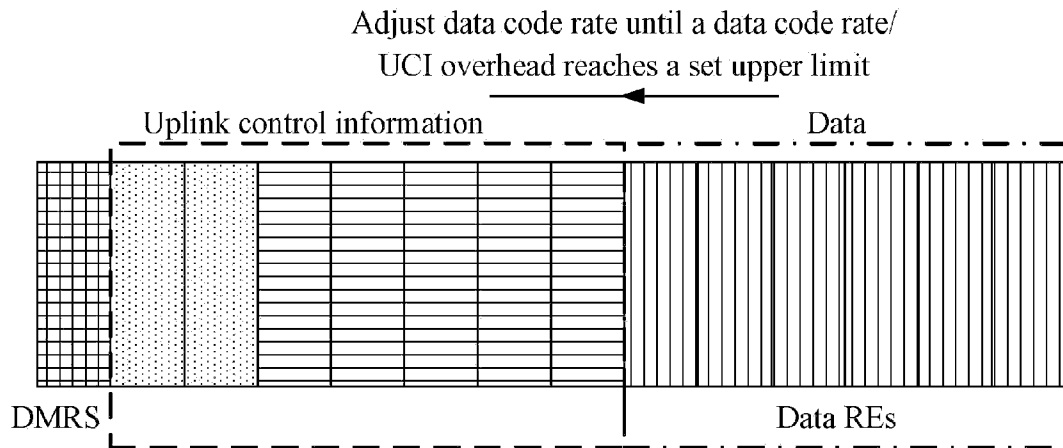 Adjust data code rate until a data code rate/
UCI overhead reaches a set upper limit
Uplink control information
Data
DMRS
Data REs